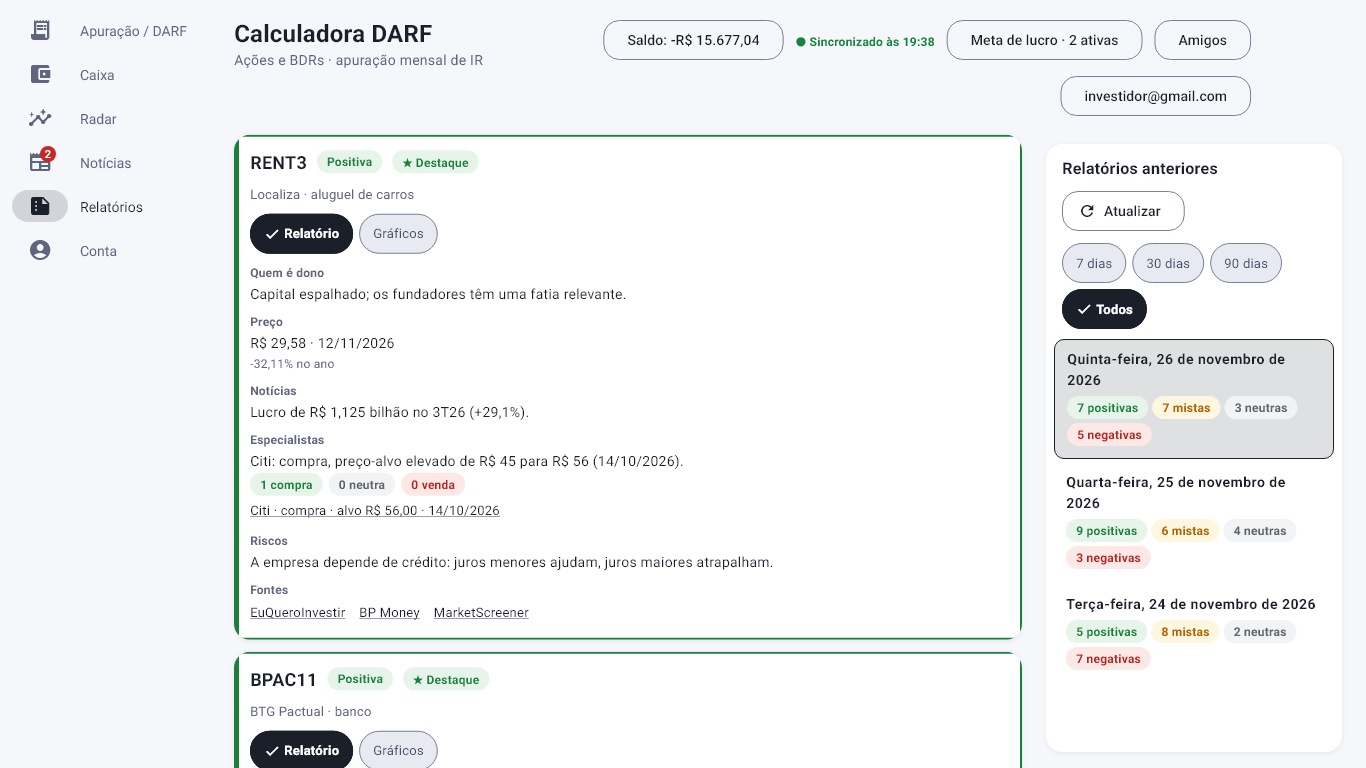 Apuração / DARF
Caixa
Radar
2
Notícias
Relatórios
Conta
Calculadora DARF
Ações e BDRs · apuração mensal de IR
Saldo: -R$ 15.677,04
Sincronizado às 19:38
Meta de lucro · 2 ativas
Amigos
investidor@gmail.com
RENT3 Positiva ★ Destaque
Localiza · aluguel de carros
Relatório Gráficos
Quem é dono
Capital espalhado; os fundadores têm uma fatia relevante.
Preço
R$ 29,58 · 12/11/2026
-32,11% no ano
Notícias
Lucro de R$ 1,125 bilhão no 3T26 (+29,1%).
Especialistas
Citi: compra, preço-alvo elevado de R$ 45 para R$ 56 (14/10/2026).
1 compra 0 neutra 0 venda
Citi · compra · alvo R$ 56,00 · 14/10/2026
Riscos
A empresa depende de crédito: juros menores ajudam, juros maiores atrapalham.
Fontes
EuQueroInvestir BP Money MarketScreener
BPAC11 Positiva ★ Destaque
BTG Pactual · banco
Relatório Gráficos
Relatórios anteriores
Atualizar
7 dias 30 dias 90 dias
Todos
Quinta-feira, 26 de novembro de
2026
7 positivas 7 mistas 3 neutras
5 negativas
Quarta-feira, 25 de novembro de
2026
9 positivas 6 mistas 4 neutras
3 negativas
Terça-feira, 24 de novembro de 2026
5 positivas 8 mistas 2 neutras
7 negativas